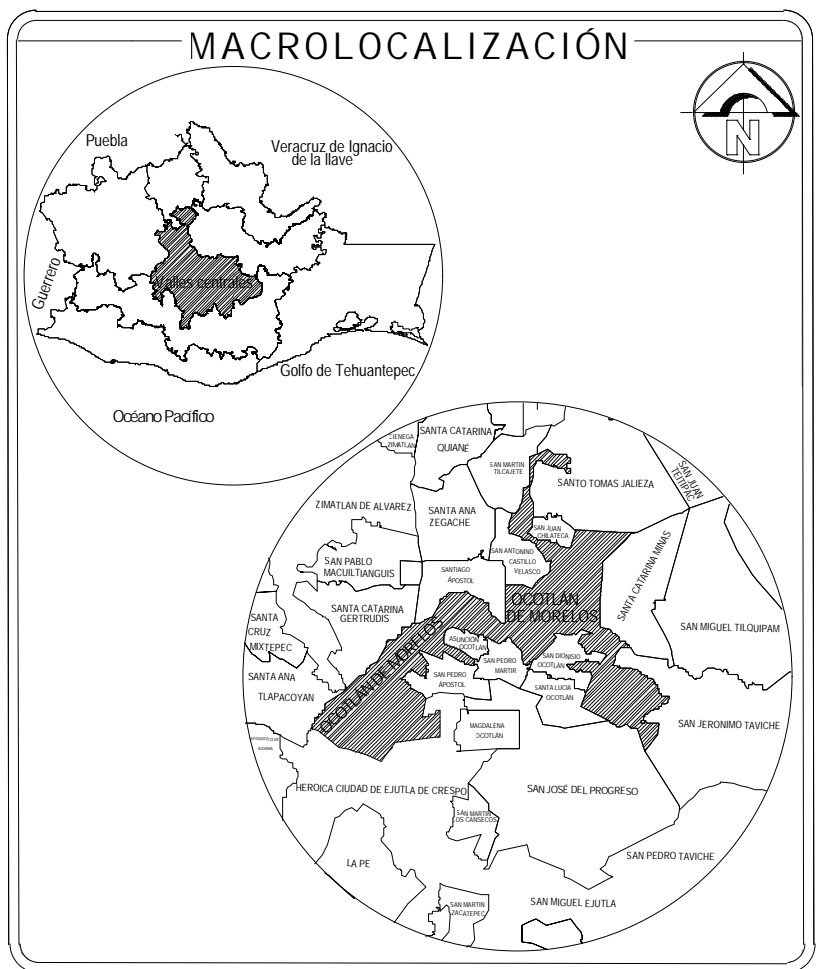 MACROLOCALIZACIÓN
N
Puebla
Veracruz de Ignacio
de la llave
Guerrero
Valles centrales
Golfo de Tehuantepec
Océano Pacífico
CIENEGA
ZIMATLÁN
SANTA CATARINA
QUIANÉ
SAN MARTIN
TILCAJETE
SANTO TOMAS JALIEZA
SAN JUAN
TEITIPAC
ZIMATLAN DE ALVAREZ
SANTA ANA
ZEGACHE
SAN JUAN
CHILATECA
SAN ANTONINO
CASTILLO
VELASCO
SAN PABLO
MACUILTIANGUIS
SANTIAGO
ÁPOSTOL
SANTA CATARINA MINAS
OCOTLÁN
DE MORELOS
SANTA CATARINA
GERTRUDIS
SANTA
CRUZ
MIXTEPEC
SAN MIGUEL TILQUIPAM
ASUNCIÓN
OCOTLÁN
OCOTLÁN DE MORELOS
SAN PEDRO
MARTIR
SAN DIONISIO
OCOTLÁN
SANTA ANA
TLAPACOYAN
SAN PEDRO
ÁPOSTOL
SANTA LUCIA
OCOTLÁN
MAGDALENA
OCOTLÁN
SAN JERONIMO TAVICHE
HEROICA CIUDAD DE EJUTLA DE CRESPO
SAN JOSÉ DEL PROGRESO
SAN MARTIN
LOS CANSECOS
SAN PEDRO TAVICHE
LA PE
SAN MARTIN
ZACATEPEC
SAN MIGUEL EJUTLA